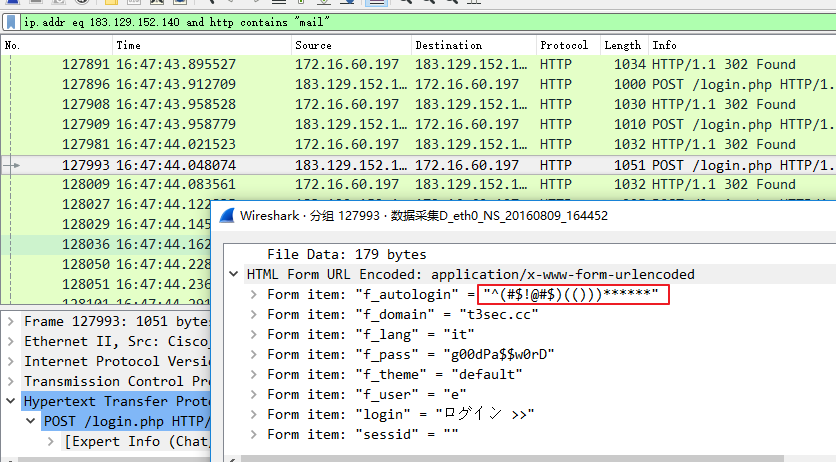 ip.addr eq 183.129.152.140 and http contains "mail"
No. Time Source Destination Protocol Length Info
127891 16:47:43.895527 172.16.60.197 183.129.152.1… HTTP 1034 HTTP/1.1 302 Found
127896 16:47:43.912709 183.129.152.1… 172.16.60.197 HTTP 1000 POST /login.php HTTP/1.
127908 16:47:43.958528 172.16.60.197 183.129.152.1… HTTP 1030 HTTP/1.1 302 Found
127909 16:47:43.958779 183.129.152.1… 172.16.60.197 HTTP 1010 POST /login.php HTTP/1.
127981 16:47:44.021523 172.16.60.197 183.129.152.1… HTTP 1032 HTTP/1.1 302 Found
127993 16:47:44.048074 183.129.152.1… 172.16.60.197 HTTP 1051 POST /login.php HTTP/1.
128009 16:47:44.083561 172.16.60.197 183.129.152.1… HTTP 1032 HTTP/1.1 302 Found
128027
128029 16:47:44.145
128036 16:47:44.162
128050 16:47:44.228
128051 16:47:44.236
Wireshark · 分组 127993 · 数据采集D_eth0_NS_20160809_164452
File Data: 179 bytes
HTML Form URL Encoded: application/x-www-form-urlencoded
Form item: "f_autologin" = "^(#$!@#$)(()))******"
Form item: "f_domain" = "t3sec.cc"
Form item: "f_lang" = "it"
Form item: "f_pass" = "g00dPa$$w0rD"
Form item: "f_theme" = "default"
Form item: "f_user" = "e"
Form item: "login" = "ログイン >>"
Form item: "sessid" = ""
Frame 127993: 1051 bytes
Ethernet II, Src: Cisco_
Internet Protocol Versi
Transmission Control Pr
Hypertext Transfer Proto
POST /login.php HTTP/
[Expert Info (Chat/